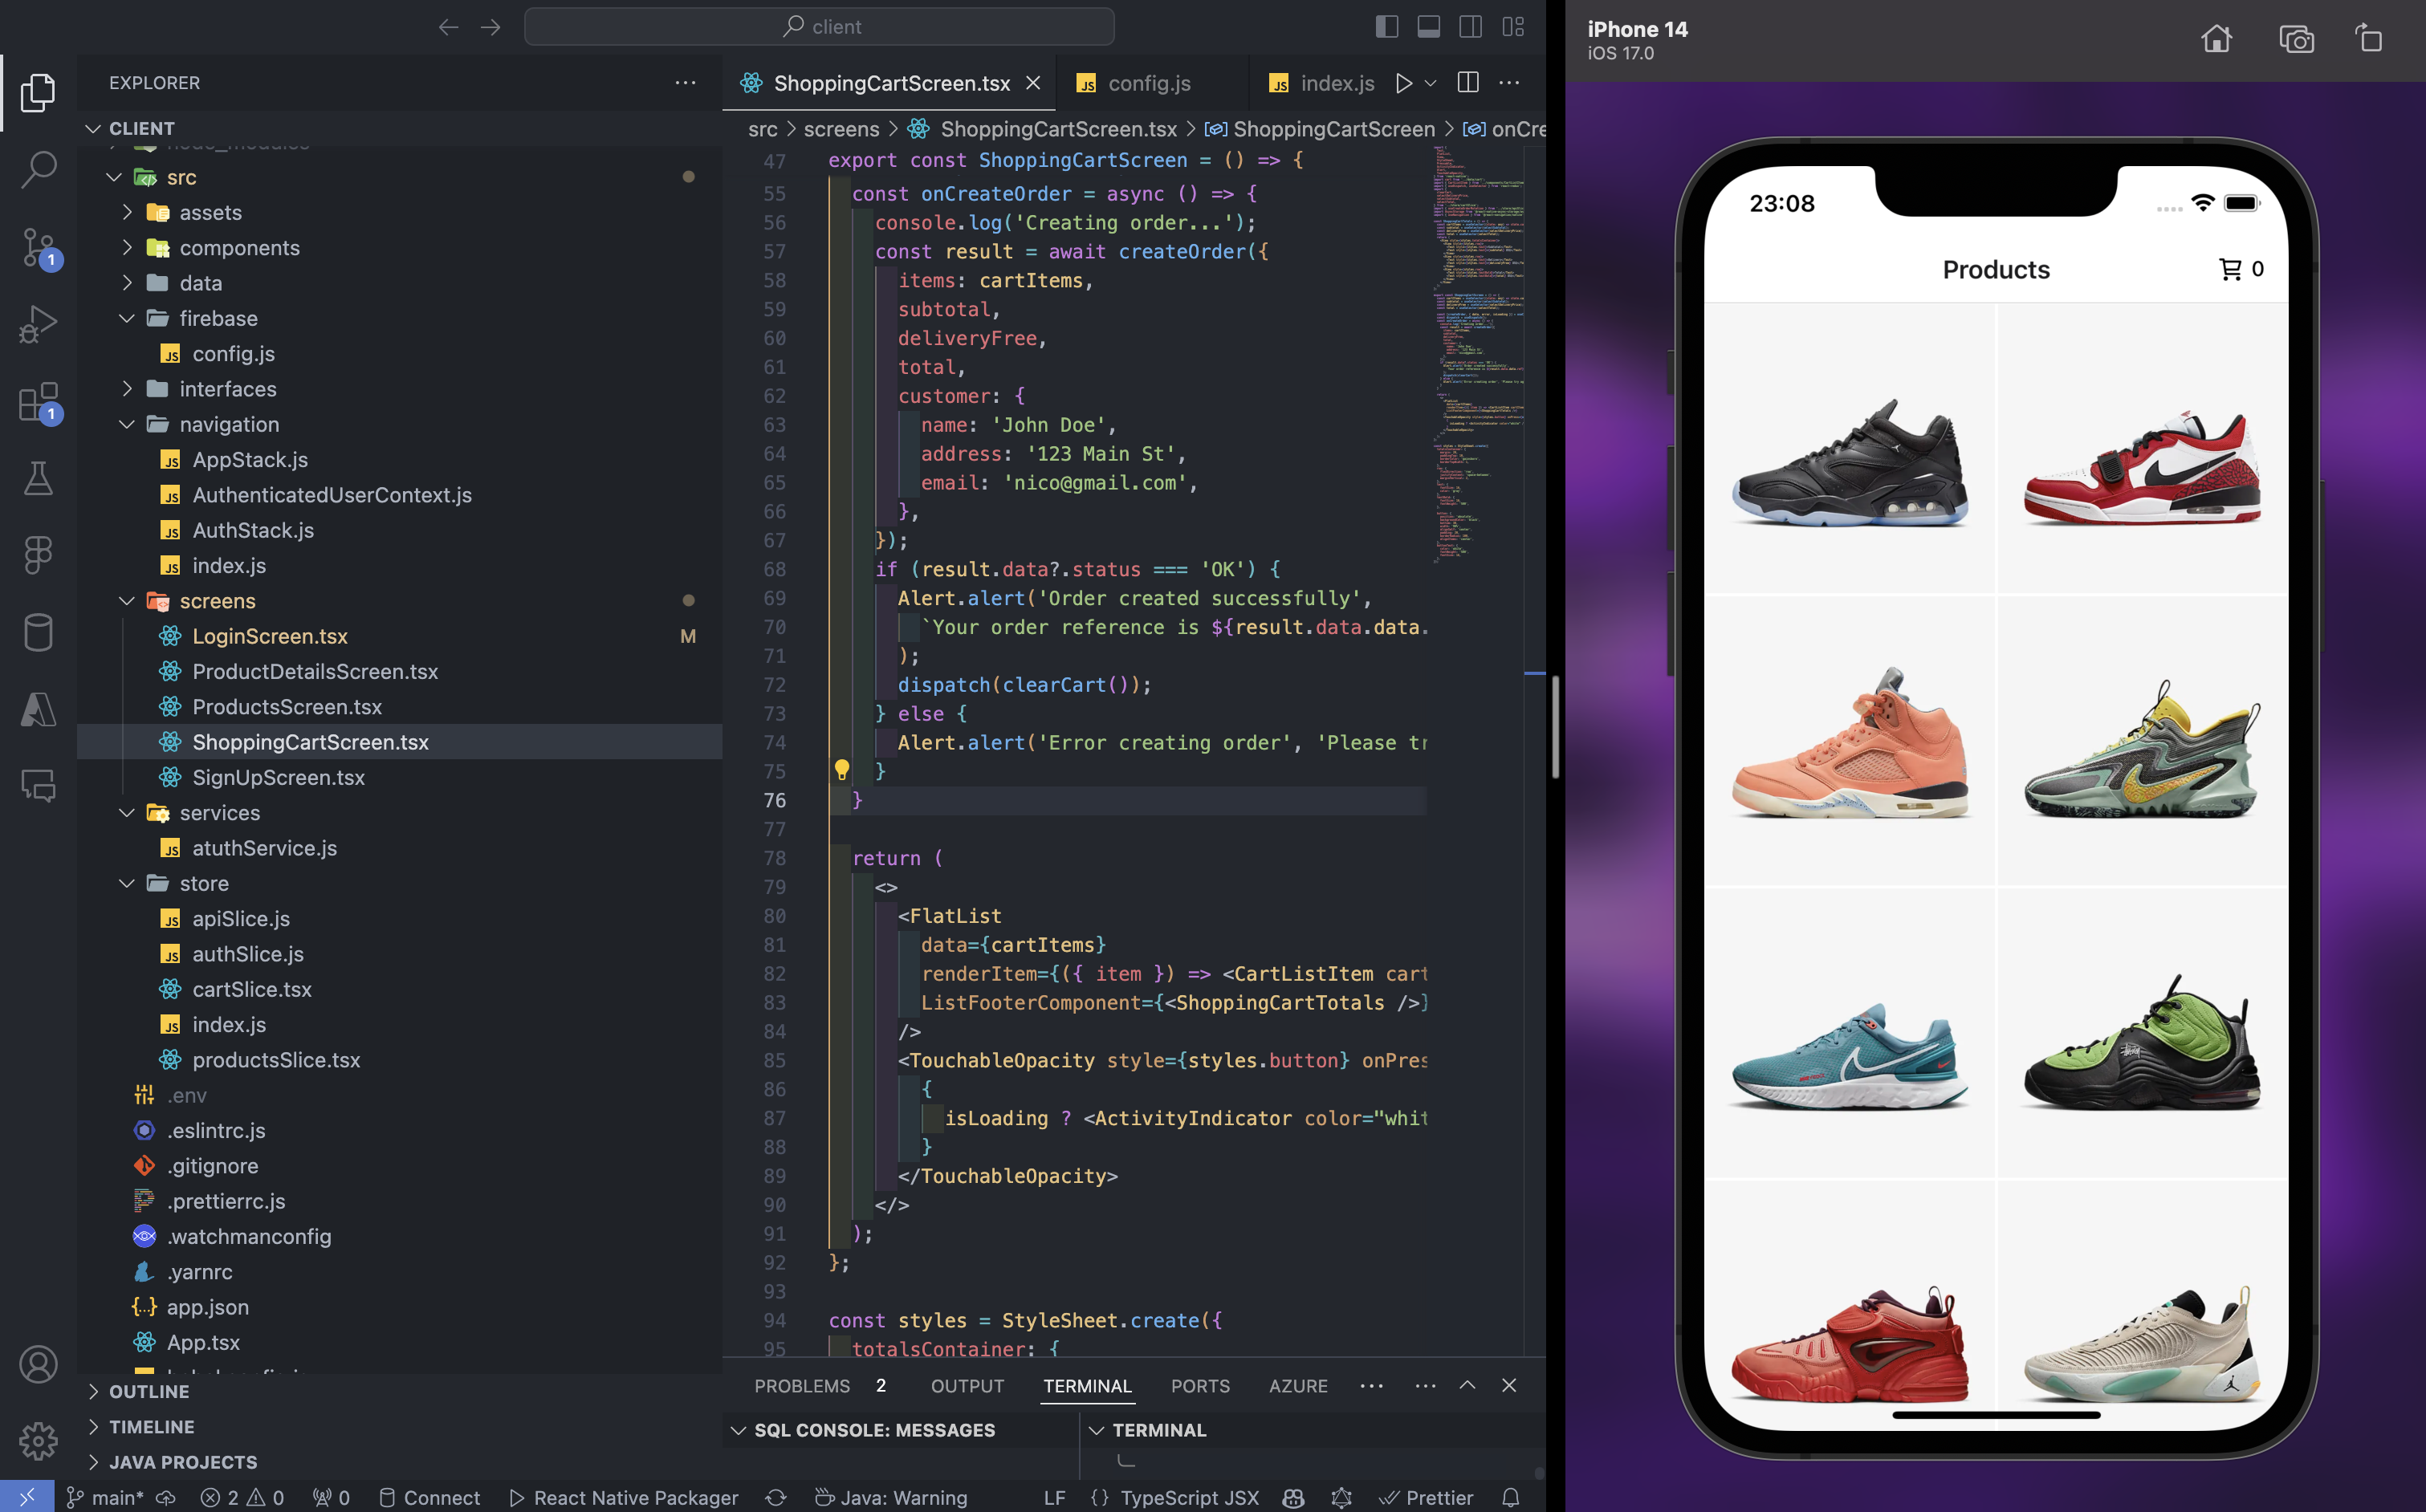 client
EXPLORER
CLIENT
node_modules
src
assets
components
data
firebase
config.js
interfaces
navigation
AppStack.js
AuthenticatedUserContext.js
AuthStack.js
index.js
screens
LoginScreen.tsx M
ProductDetailsScreen.tsx
ProductsScreen.tsx
ShoppingCartScreen.tsx
SignUpScreen.tsx
services
atuthService.js
store
apiSlice.js
authSlice.js
cartSlice.tsx
index.js
productsSlice.tsx
.env
.eslintrc.js
.gitignore
.prettierrc.js
.watchmanconfig
.yarnrc
app.json
App.tsx
OUTLINE
TIMELINE
JAVA PROJECTS
1
1
ShoppingCartScreen.tsx config.js index.js
src > screens > ShoppingCartScreen.tsx > ShoppingCartScreen > onCre
47 export const ShoppingCartScreen = () => {
55 const onCreateOrder = async () => {
56 console.log('Creating order...');
57 const result = await createOrder({
58 items: cartItems,
59 subtotal,
60 deliveryFree,
61 total,
62 customer: {
63 name: 'John Doe',
64 address: '123 Main St',
65 email: 'nico@gmail.com',
66 },
67 });
68 if (result.data?.status === 'OK') {
69 Alert.alert('Order created successfully',
70 `Your order reference is ${result.data.data.
71 );
72 dispatch(clearCart());
73 } else {
74 Alert.alert('Error creating order', 'Please tr
75 }
76 }
77
78 return (
79 <>
80 <FlatList
81 data={cartItems}
82 renderItem={({ item }) => <CartListItem cart
83 ListFooterComponent={<ShoppingCartTotals />}
84 />
85 <TouchableOpacity style={styles.button} onPres
86 {
87 isLoading ? <ActivityIndicator color="whit
88 }
89 </TouchableOpacity>
90 </>
91 );
92 };
93
94 const styles = StyleSheet.create({
95 totalsContainer: {
PROBLEMS 2 OUTPUT TERMINAL PORTS AZURE
SQL CONSOLE: MESSAGES TERMINAL
main* 2 0 0 Connect React Native Packager Java: Warning LF {} TypeScript JSX Prettier
iPhone 14
iOS 17.0
23:08
Products 0